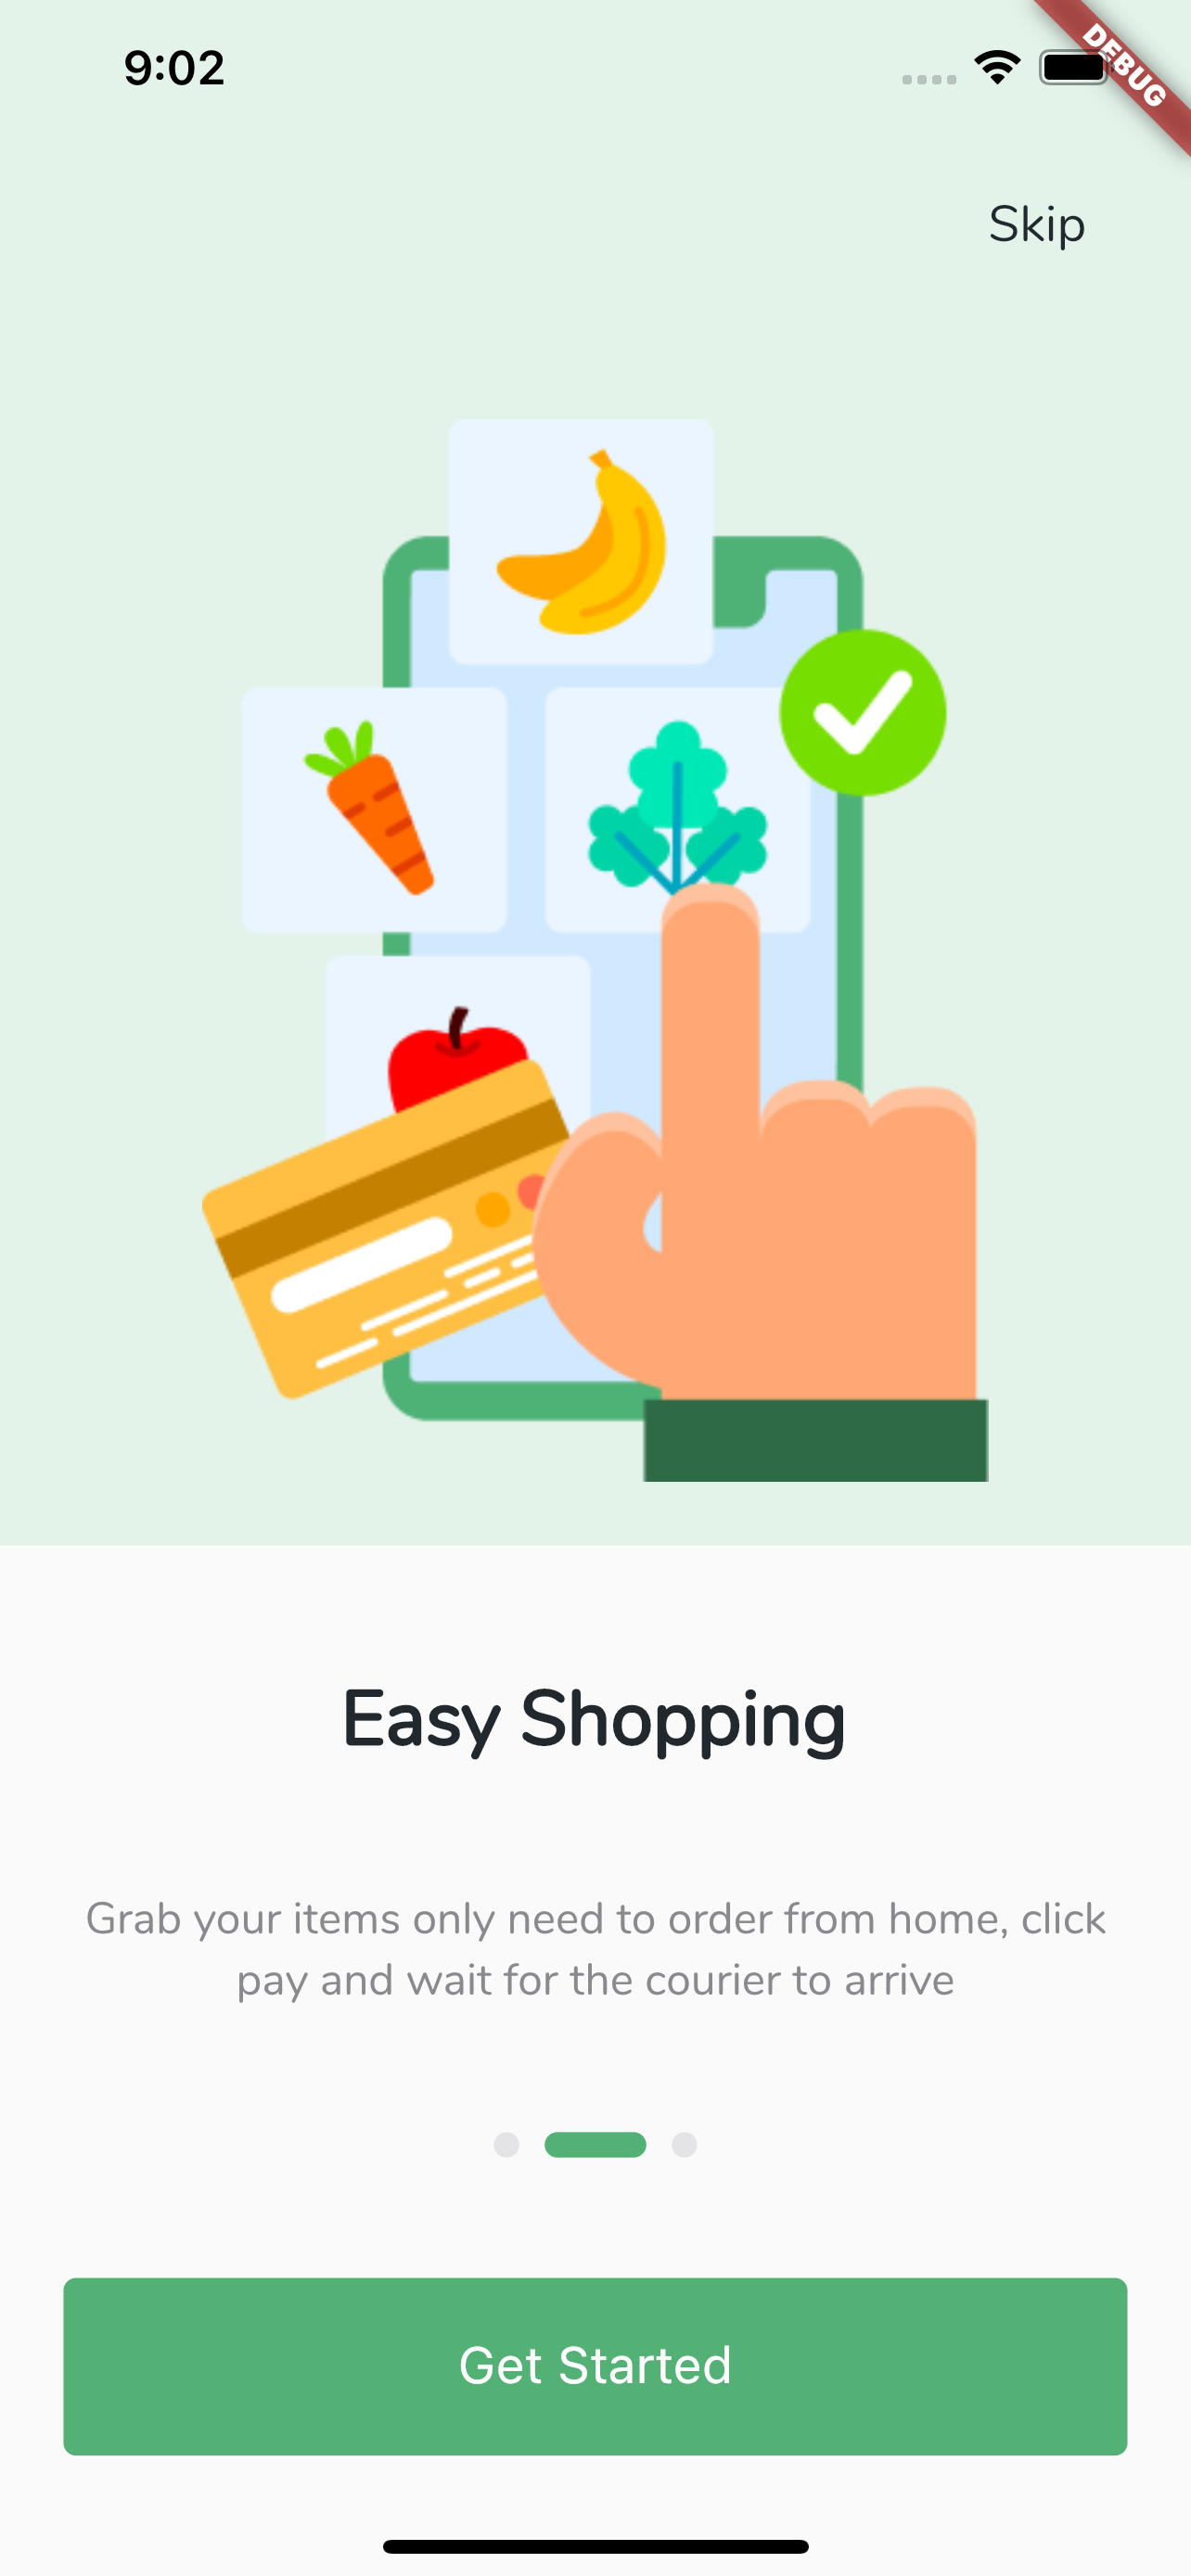 9:02
DEBUG
Skip
Easy Shopping
Grab your items only need to order from home, click
pay and wait for the courier to arrive
Get Started